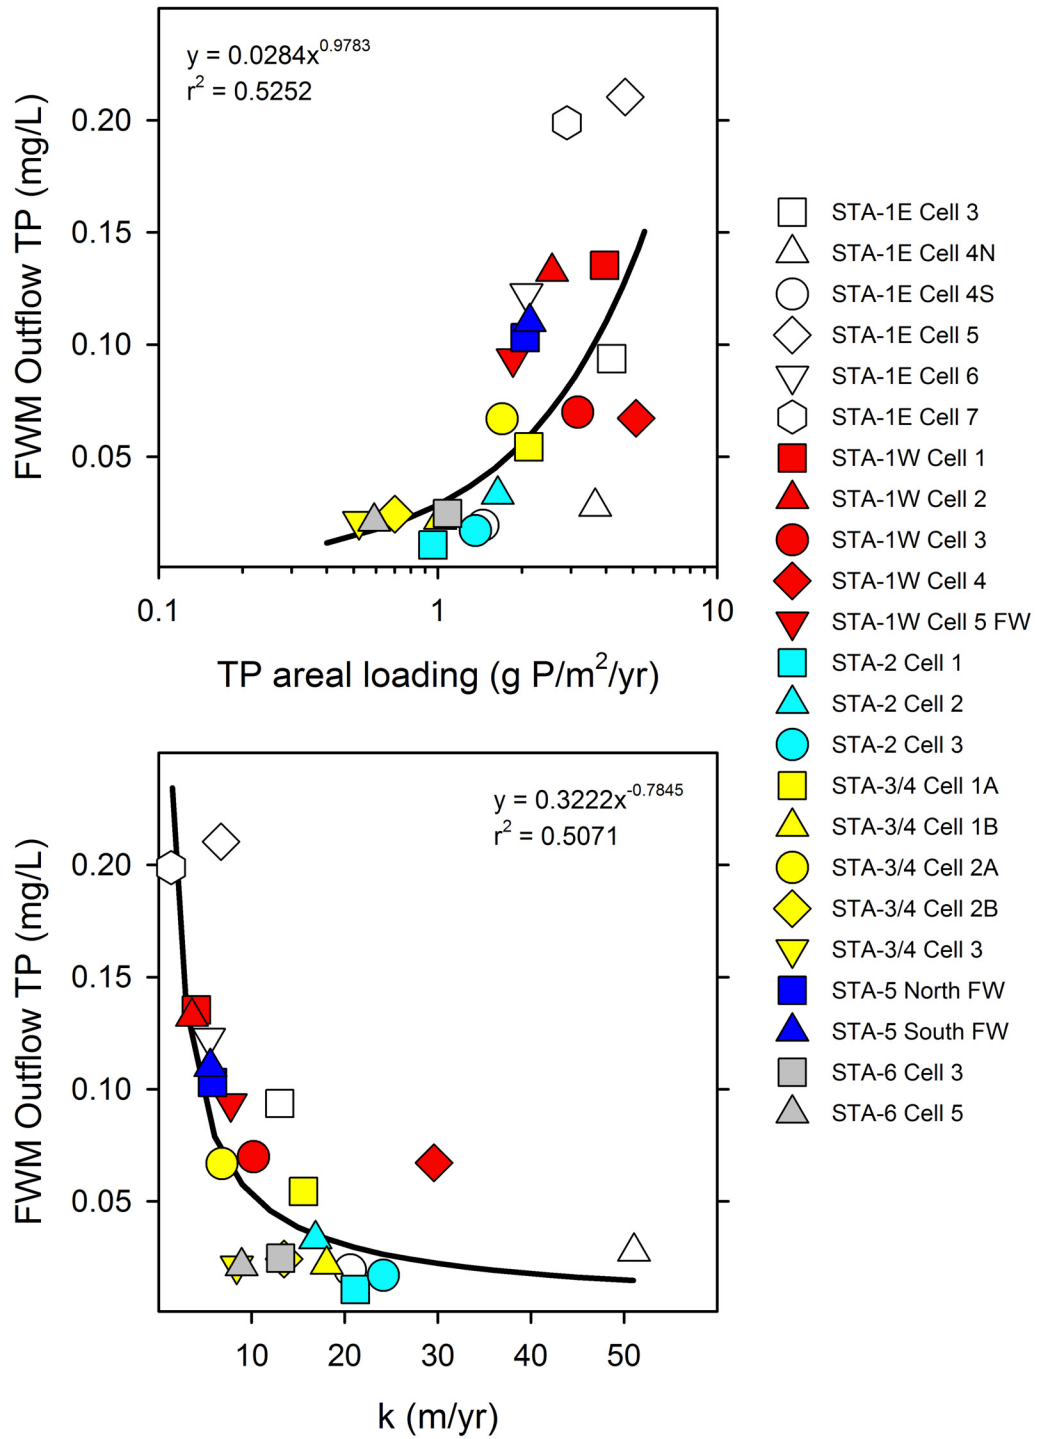 y = 0.0284x^0.9783
r² = 0.5252
FWM Outflow TP (mg/L)
0.20
0.15
0.10
0.05
0.1 1 10
TP areal loading (g P/m²/yr)
STA-1E Cell 3
STA-1E Cell 4N
STA-1E Cell 4S
STA-1E Cell 5
STA-1E Cell 6
STA-1E Cell 7
STA-1W Cell 1
STA-1W Cell 2
STA-1W Cell 3
STA-1W Cell 4
STA-1W Cell 5 FW
STA-2 Cell 1
STA-2 Cell 2
STA-2 Cell 3
STA-3/4 Cell 1A
STA-3/4 Cell 1B
STA-3/4 Cell 2A
STA-3/4 Cell 2B
STA-3/4 Cell 3
STA-5 North FW
STA-5 South FW
STA-6 Cell 3
STA-6 Cell 5
y = 0.3222x^-0.7845
r² = 0.5071
FWM Outflow TP (mg/L)
0.20
0.15
0.10
0.05
10 20 30 40 50
k (m/yr)